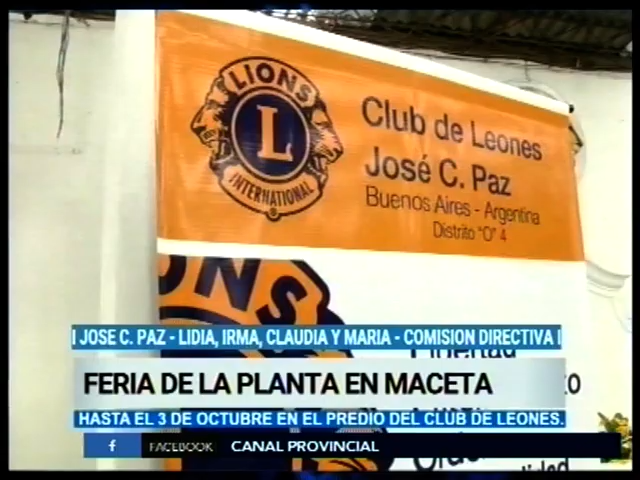 LIONS
L
INTERNATIONAL
Club de Leones
José C. Paz
Buenos Aires - Argentina
Distrito "O" 4
LIONS
JOSE C. PAZ - LIDIA, IRMA, CLAUDIA Y MARIA - COMISION DIRECTIVA
FERIA DE LA PLANTA EN MACETA
HASTA EL 3 DE OCTUBRE EN EL PREDIO DEL CLUB DE LEONES.
f FACEBOOK CANAL PROVINCIAL